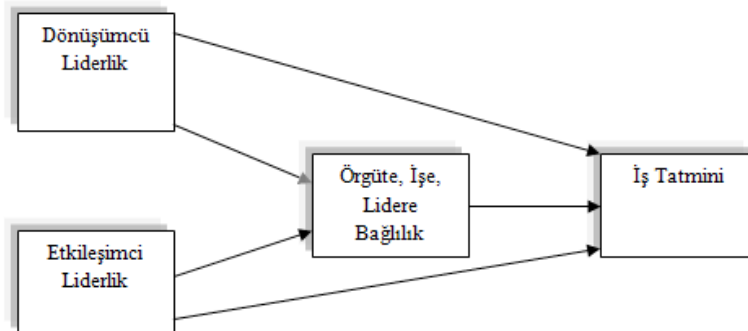 Dönüşümcü
Liderlik
Örgüte, İşe,
Lidere
Bağlılık
İş Tatmini
Etkileşimci
Liderlik